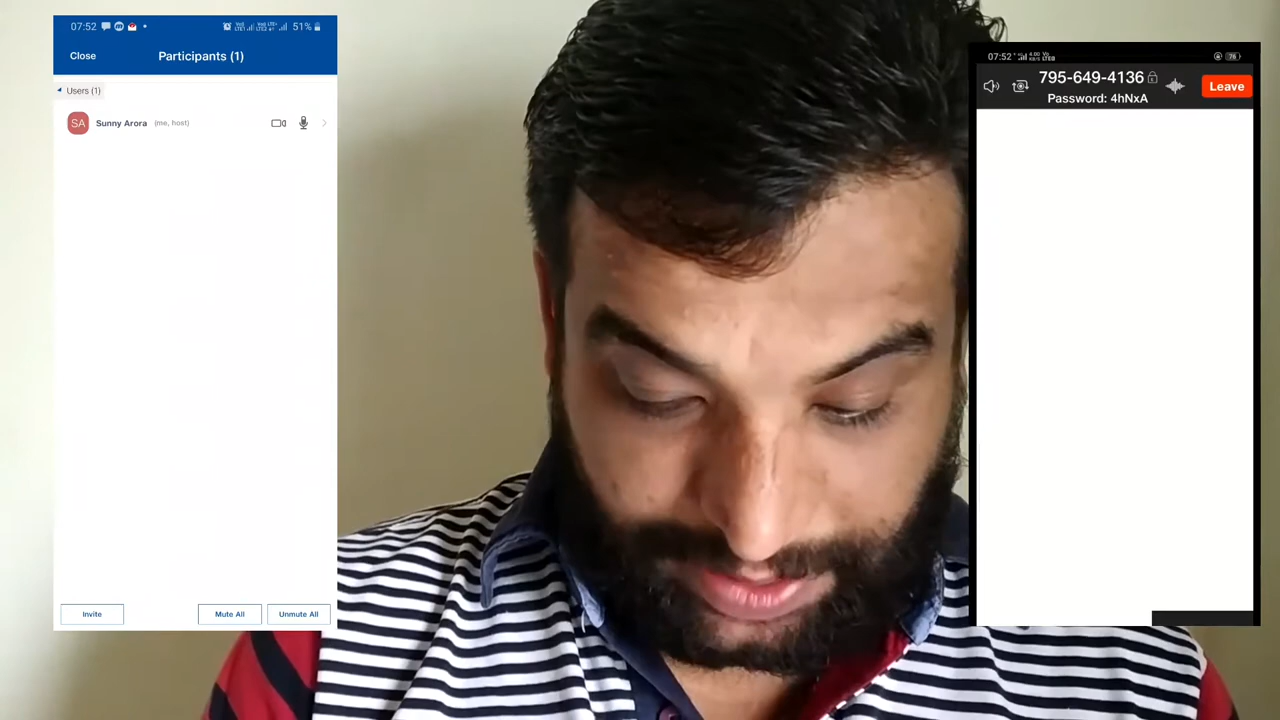 07:52 51%
Close Participants (1)
Users (1)
SA Sunny Arora (me, host)
Invite Mute All Unmute All
07:52 76
795-649-4136
Leave
Password: 4hNxA